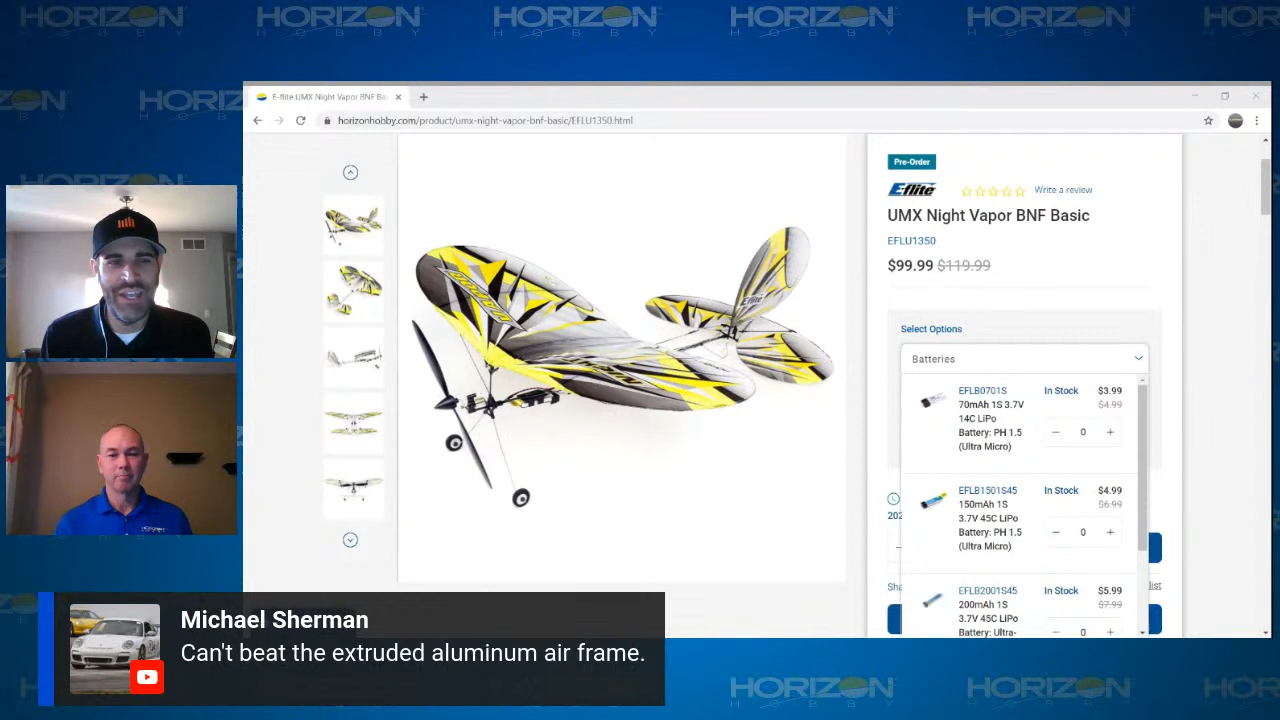 HORIZON
HOBBY
E-flite UMX Night Vapor BNF Ba
horizonhobby.com/product/umx-night-vapor-bnf-basic/EFLU1350.html
Pre-Order
E-flite
Write a review
UMX Night Vapor BNF Basic
EFLU1350
$99.99 $119.99
Select Options
Batteries
EFLB0701S In Stock $3.99
70mAh 1S 3.7V $4.99
14C LiPo
Battery: PH 1.5 0
(Ultra Micro)
EFLB1501S45 In Stock $4.99
150mAh 1S $6.99
3.7V 45C LiPo
Battery: PH 1.5 0
(Ultra Micro)
202
Sha
list
EFLB2001S45 In Stock $5.99
200mAh 1S $7.99
3.7V 45C LiPo
Battery: Ultra- 0
HORIZON
Michael Sherman
Can't beat the extruded aluminum air frame.